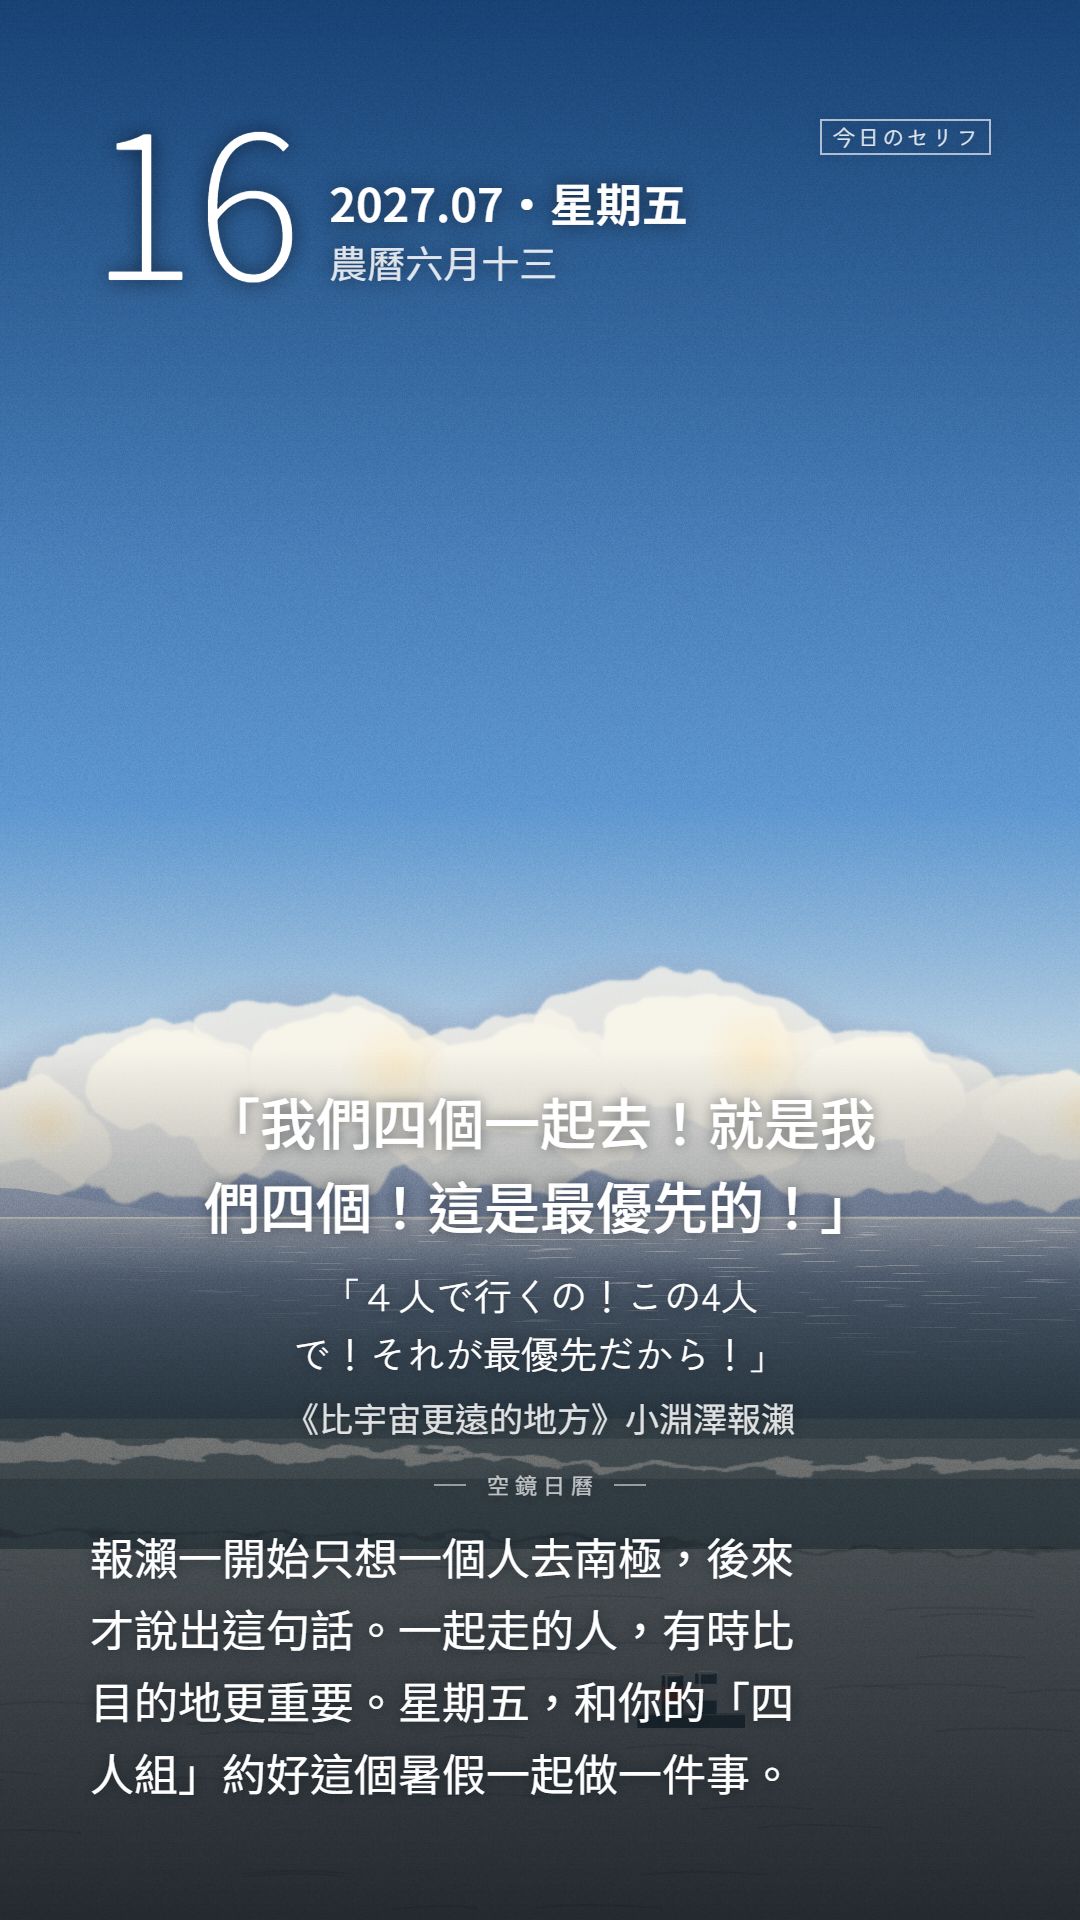 今日のセリフ
16
2027.07・星期五
農曆六月十三
「我們四個一起去！就是我
們四個！這是最優先的！」
「４人で行くの！この4人
で！それが最優先だから！」
《比宇宙更遠的地方》小淵澤報瀨
空鏡日曆
報瀨一開始只想一個人去南極，後來
才說出這句話。一起走的人，有時比
目的地更重要。星期五，和你的「四
人組」約好這個暑假一起做一件事。